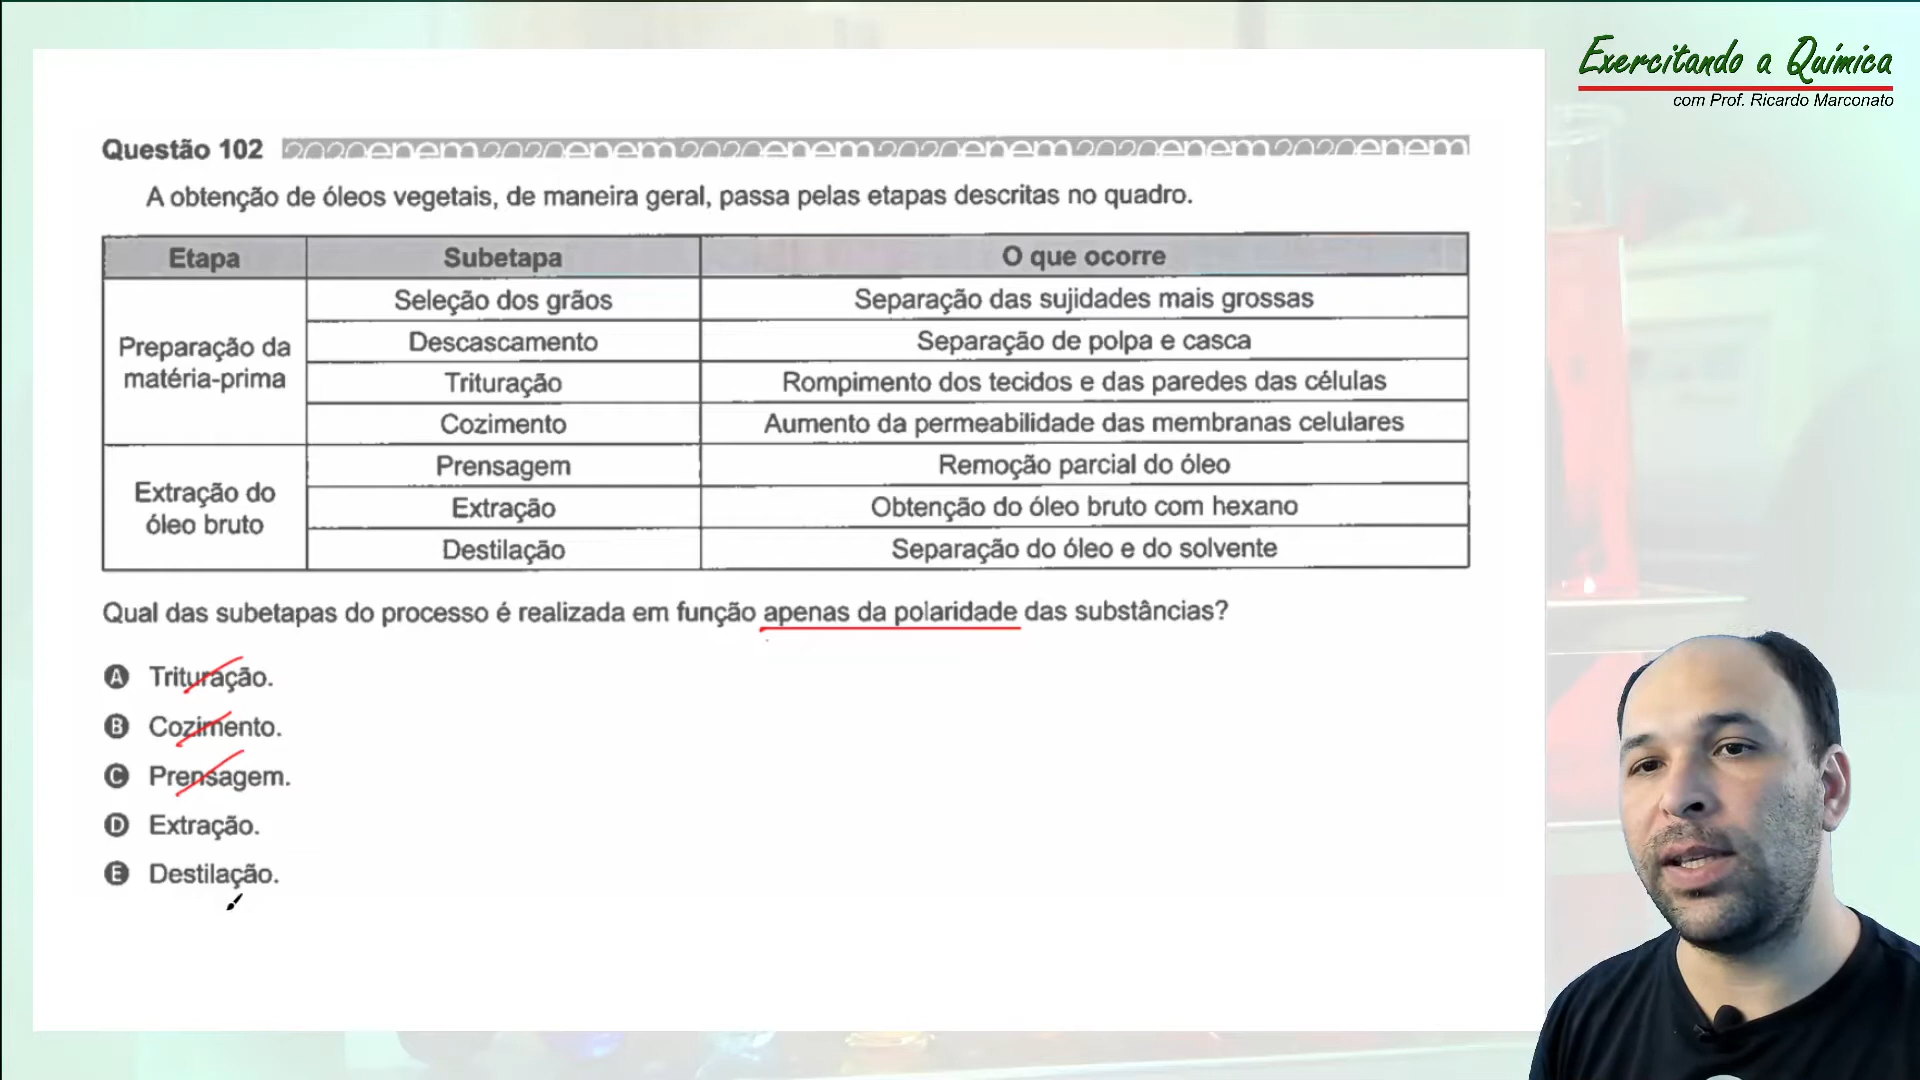 Exercitando a Química
com Prof. Ricardo Marconato
Questão 102 2020enem2020enem2020enem2020enem2020enem2020enem
A obtenção de óleos vegetais, de maneira geral, passa pelas etapas descritas no quadro.
Etapa Subetapa O que ocorre
Preparação da matéria-prima
Seleção dos grãos Separação das sujidades mais grossas
Descascamento Separação de polpa e casca
Trituração Rompimento dos tecidos e das paredes das células
Cozimento Aumento da permeabilidade das membranas celulares
Extração do óleo bruto
Prensagem Remoção parcial do óleo
Extração Obtenção do óleo bruto com hexano
Destilação Separação do óleo e do solvente
Qual das subetapas do processo é realizada em função apenas da polaridade das substâncias?
A Trituração.
B Cozimento.
C Prensagem.
D Extração.
E Destilação.